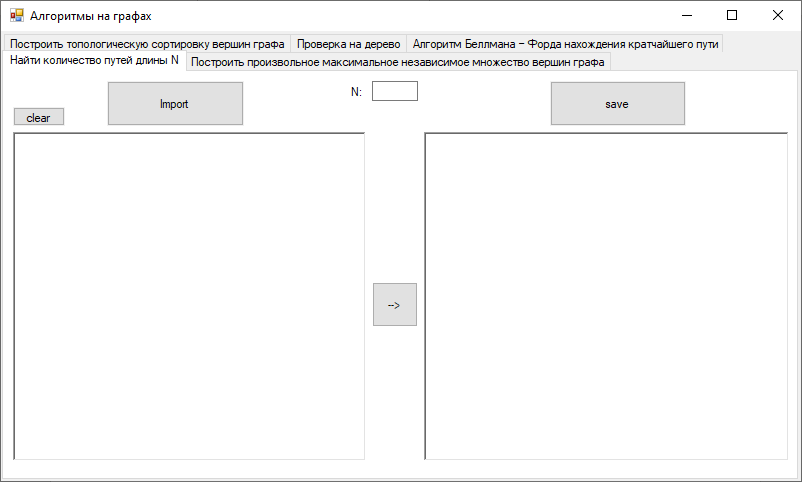 Алгоритмы на графах
Построить топологическую сортировку вершин графа
Проверка на дерево
Алгоритм Беллмана – Форда нахождения кратчайшего пути
Найти количество путей длины N
Построить произвольное максимальное независимое множество вершин графа
Import
N:
save
clear
-->